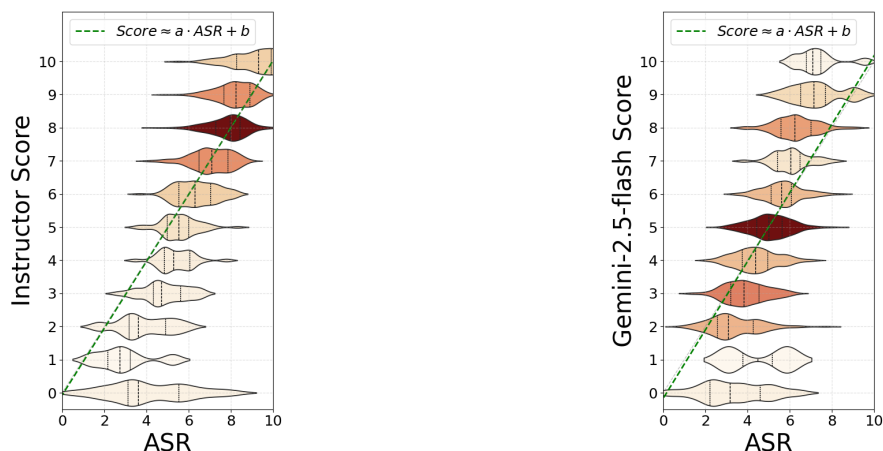 Score ≈ a · ASR + b
10
9
8
7
6
5
4
3
2
1
0
Instructor Score
0 2 4 6 8 10
ASR
Score ≈ a · ASR + b
10
9
8
7
6
5
4
3
2
1
0
Gemini-2.5-flash Score
0 2 4 6 8 10
ASR